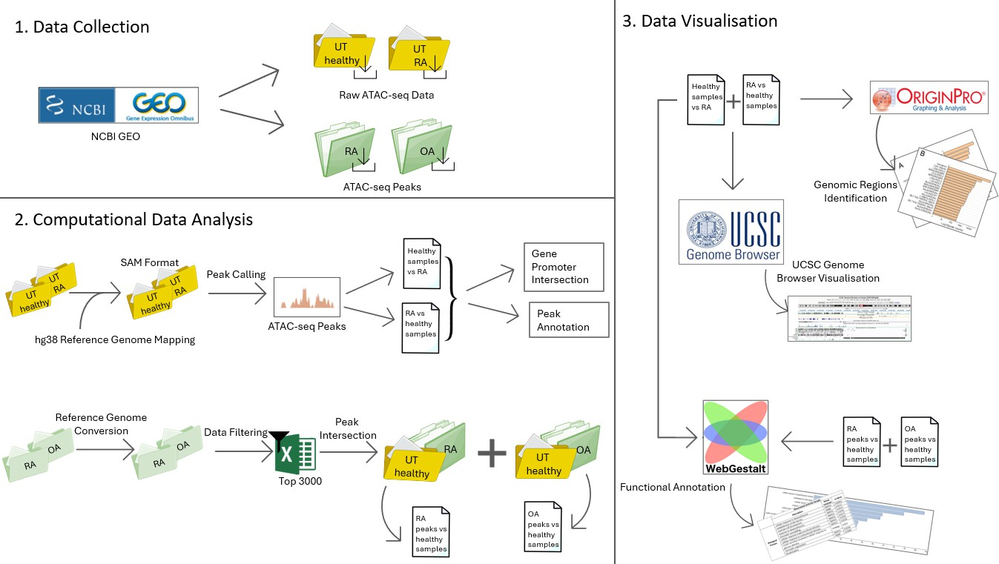 1. Data Collection
UT
healthy
UT
RA
Raw ATAC-seq Data
NCBI
GEO
Gene Expression Omnibus
NCBI GEO
RA
OA
ATAC-seq Peaks
2. Computational Data Analysis
UT
healthy
UT
RA
hg38 Reference Genome Mapping
SAM Format
UT
healthy
UT
RA
Peak Calling
ATAC-seq Peaks
Healthy
samples
vs RA
RA vs
healthy
samples
Gene
Promoter
Intersection
Peak
Annotation
RA
OA
Reference Genome
Conversion
RA
OA
Data Filtering
X
Top 3000
Peak
Intersection
UT
healthy
RA
+
UT
healthy
OA
RA
peaks vs
healthy
samples
OA
peaks vs
healthy
samples
3. Data Visualisation
Healthy
samples
vs RA
+
RA vs
healthy
samples
ORIGINPRO®
Graphing & Analysis
Genomic Regions
Identification
A
B
UCSC
Genome Browser
UCSC Genome
Browser Visualisation
WebGestalt
RA
peaks vs
healthy
samples
+
OA
peaks vs
healthy
samples
Functional Annotation